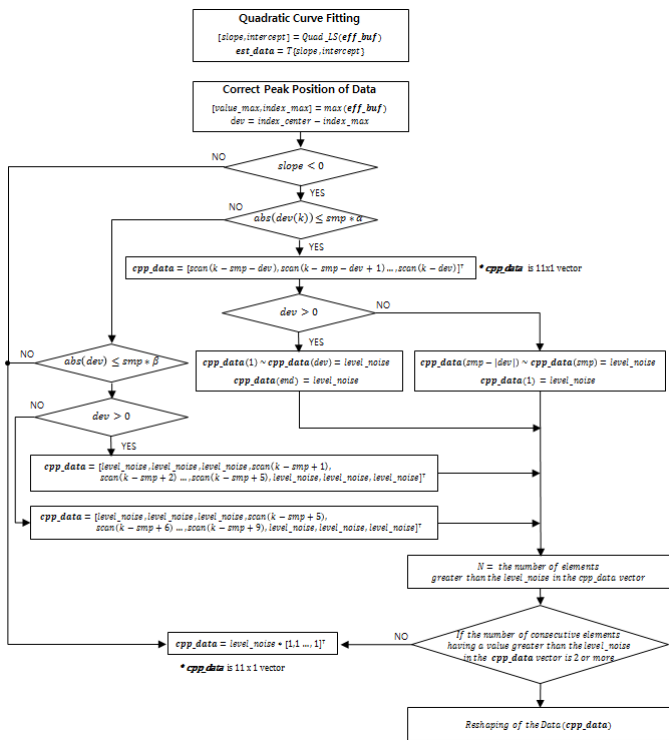 Quadratic Curve Fitting
[slope,intercept] = Quad_LS(eff_buf)
est_data = T{slope,intercept}
Correct Peak Position of Data
[value_max,index_max] = max(eff_buf)
dev = index_center − index_max
NO
slope < 0
YES
NO
abs(dev(k)) ≤ smp ∗ α
YES
cpp_data = [scan(k − smp − dev), scan(k − smp − dev + 1) ..., scan(k − dev)]ᵀ
* cpp_data is 11x1 vector
dev > 0
NO
YES
NO
abs(dev) ≤ smp ∗ β
cpp_data(1) ~ cpp_data(dev) = level_noise
cpp_data(end) = level_noise
cpp_data(smp − |dev|) ~ cpp_data(smp) = level_noise
cpp_data(1) = level_noise
NO
dev > 0
YES
cpp_data = [level_noise, level_noise, level_noise, scan(k − smp + 1),
scan(k − smp + 2) ..., scan(k − smp + 5), level_noise, level_noise, level_noise]ᵀ
cpp_data = [level_noise, level_noise, level_noise, scan(k − smp + 5),
scan(k − smp + 6) ..., scan(k − smp + 9), level_noise, level_noise, level_noise]ᵀ
N = the number of elements
greater than the level_noise in the cpp_data vector
If the number of consecutive elements
having a value greater than the level_noise
in the cpp_data vector is 2 or more
NO
cpp_data = level_noise ∗ [1,1 ...,1]ᵀ
* cpp_data is 11 x 1 vector
YES
Reshaping of the Data(cpp_data)